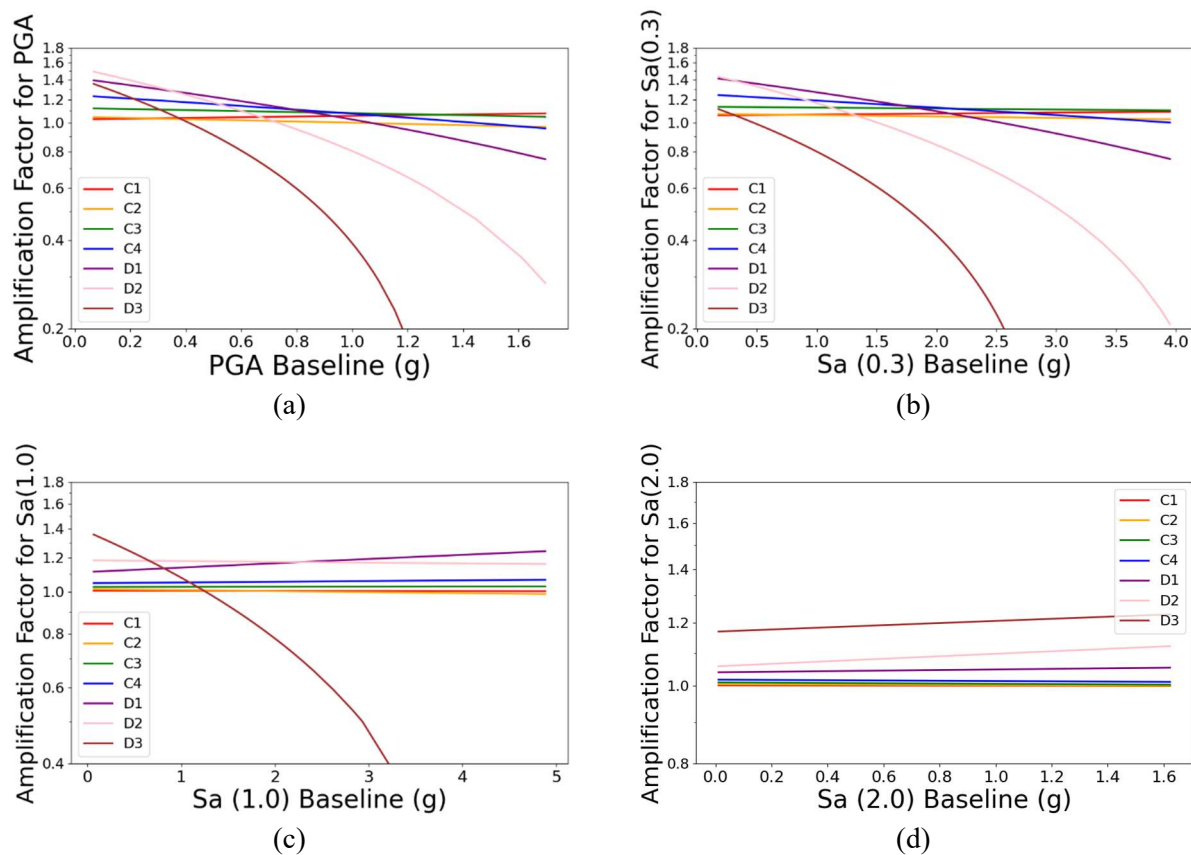 Amplification Factor for PGA
1.8
1.6
1.4
1.2
1.0
0.8
0.6
0.4
0.2
C1
C2
C3
C4
D1
D2
D3
0.0 0.2 0.4 0.6 0.8 1.0 1.2 1.4 1.6
PGA Baseline (g)
(a)
Amplification Factor for Sa(0.3)
1.8
1.6
1.4
1.2
1.0
0.8
0.6
0.4
0.2
C1
C2
C3
C4
D1
D2
D3
0.0 0.5 1.0 1.5 2.0 2.5 3.0 3.5 4.0
Sa (0.3) Baseline (g)
(b)
Amplification Factor for Sa(1.0)
1.8
1.6
1.4
1.2
1.0
0.8
0.6
0.4
C1
C2
C3
C4
D1
D2
D3
0 1 2 3 4 5
Sa (1.0) Baseline (g)
(c)
Amplification Factor for Sa(2.0)
1.8
1.6
1.4
1.2
1.0
0.8
C1
C2
C3
C4
D1
D2
D3
0.0 0.2 0.4 0.6 0.8 1.0 1.2 1.4 1.6
Sa (2.0) Baseline (g)
(d)